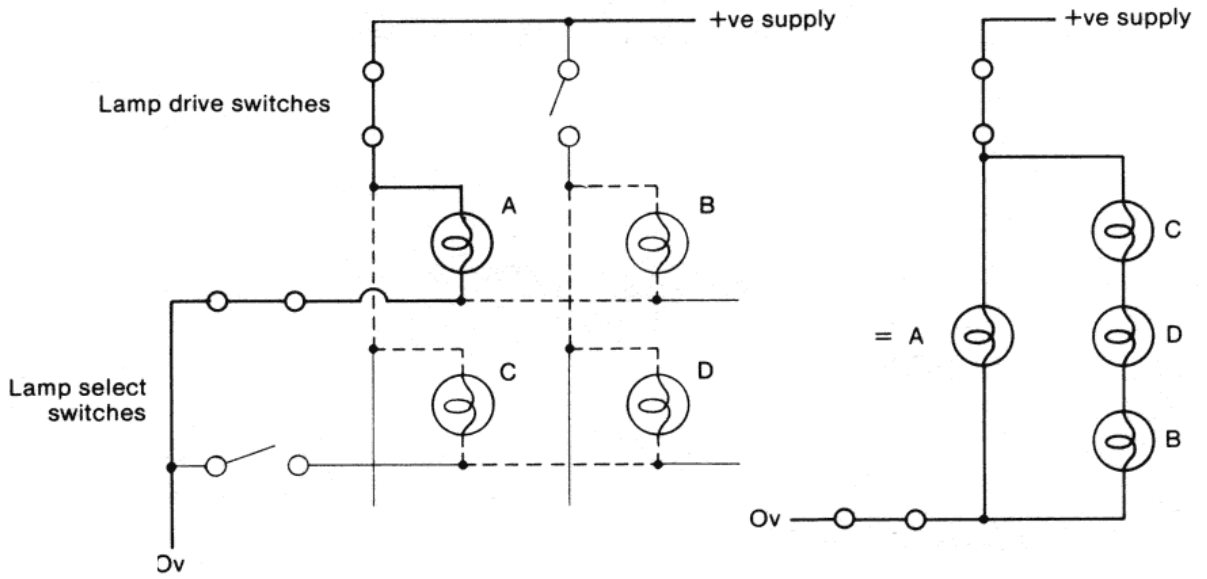 +ve supply
Lamp drive switches
A
B
Lamp select
switches
C
D
Ov
+ve supply
C
= A
D
B
Ov